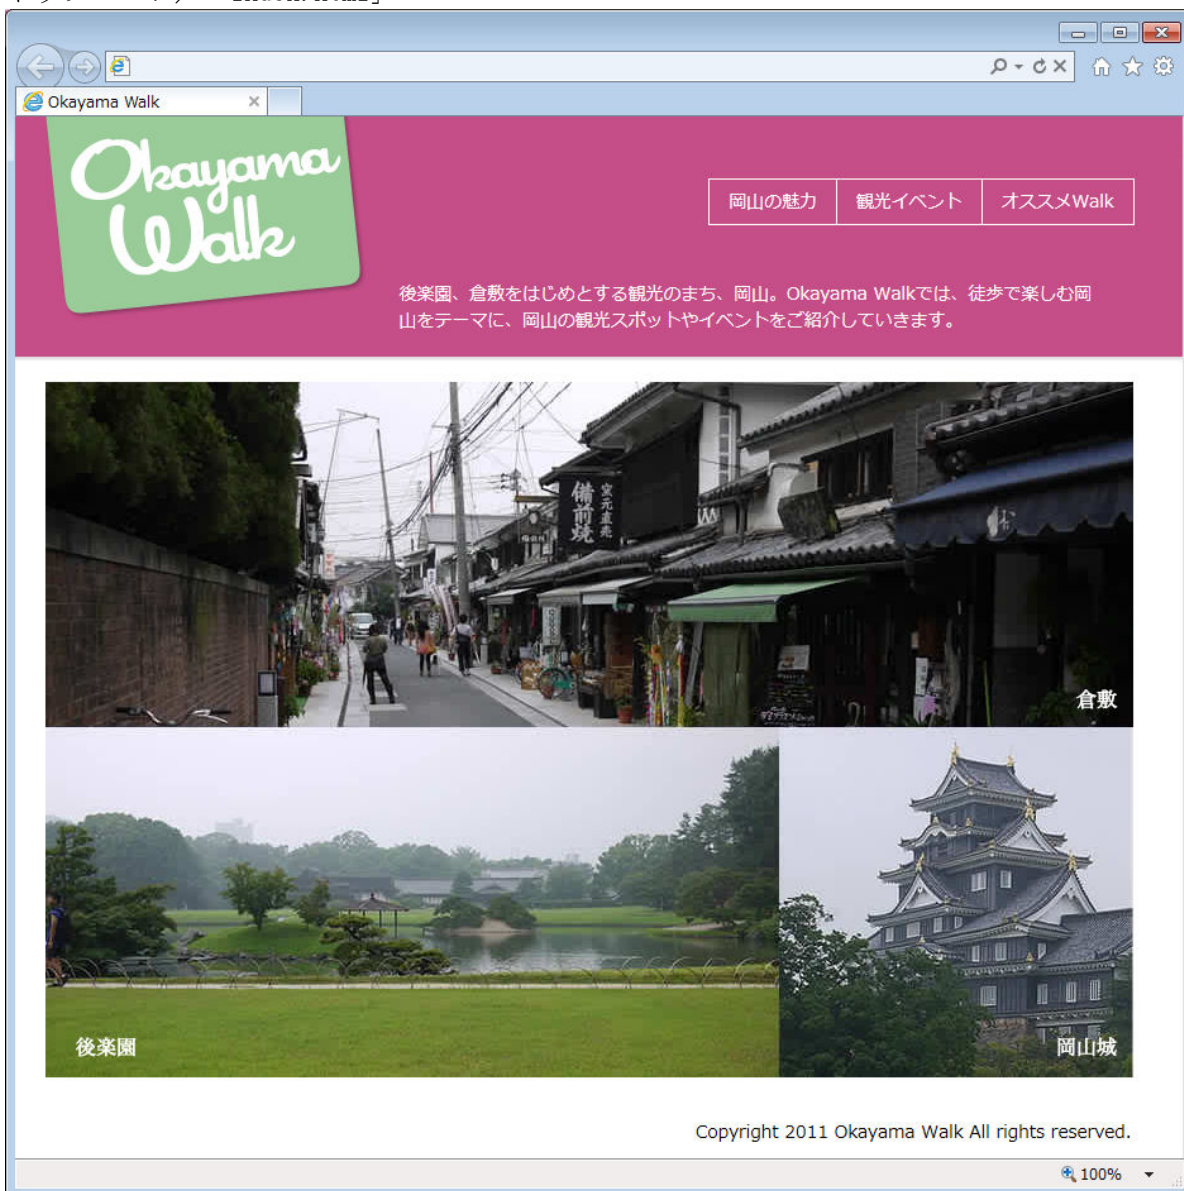 Okayama Walk
Okayama
Walk
岡山の魅力
観光イベント
オススメWalk
後楽園、倉敷をはじめとする観光のまち、岡山。Okayama Walkでは、徒歩で楽しむ岡
山をテーマに、岡山の観光スポットやイベントをご紹介していきます。
備前焼
倉敷
後楽園
岡山城
Copyright 2011 Okayama Walk All rights reserved.
100%